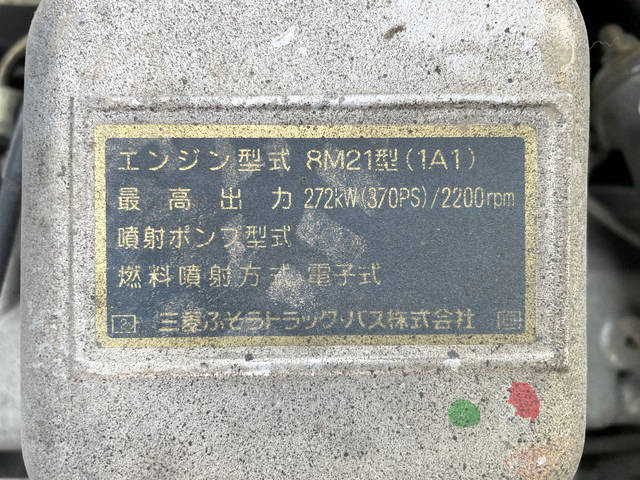 エンジン型式 8M21型(1A1)
最高出力 272kW(370PS)/2200rpm
噴射ポンプ型式
燃料噴射方式 電子式
2 三菱ふそうトラック・バス株式会社